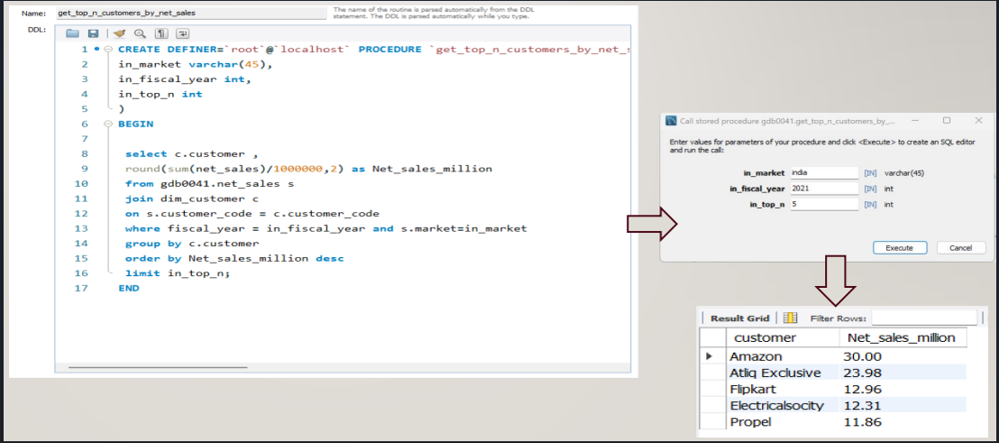 Name: get_top_n_customers_by_net_sales
The name of the routine is parsed automatically from the DDL
statement. The DDL is parsed automatically while you type.
DDL:
1 CREATE DEFINER=`root`@`localhost` PROCEDURE `get_top_n_customers_by_net_s
2 in_market varchar(45),
3 in_fiscal_year int,
4 in_top_n int
5 )
6 BEGIN
7
8 select c.customer ,
9 round(sum(net_sales)/1000000,2) as Net_sales_million
10 from gdb0041.net_sales s
11 join dim_customer c
12 on s.customer_code = c.customer_code
13 where fiscal_year = in_fiscal_year and s.market=in_market
14 group by c.customer
15 order by Net_sales_million desc
16 limit in_top_n;
17 END
Call stored procedure gdb0041.get_top_n_customers_by_...
Enter values for parameters of your procedure and click <Execute> to create an SQL editor
and run the call:
in_market india [IN] varchar(45)
in_fiscal_year 2021 [IN] int
in_top_n 5 [IN] int
Execute Cancel
Result Grid Filter Rows:
customer Net_sales_million
Amazon 30.00
Atliq Exclusive 23.98
Flipkart 12.96
Electricalsocity 12.31
Propel 11.86